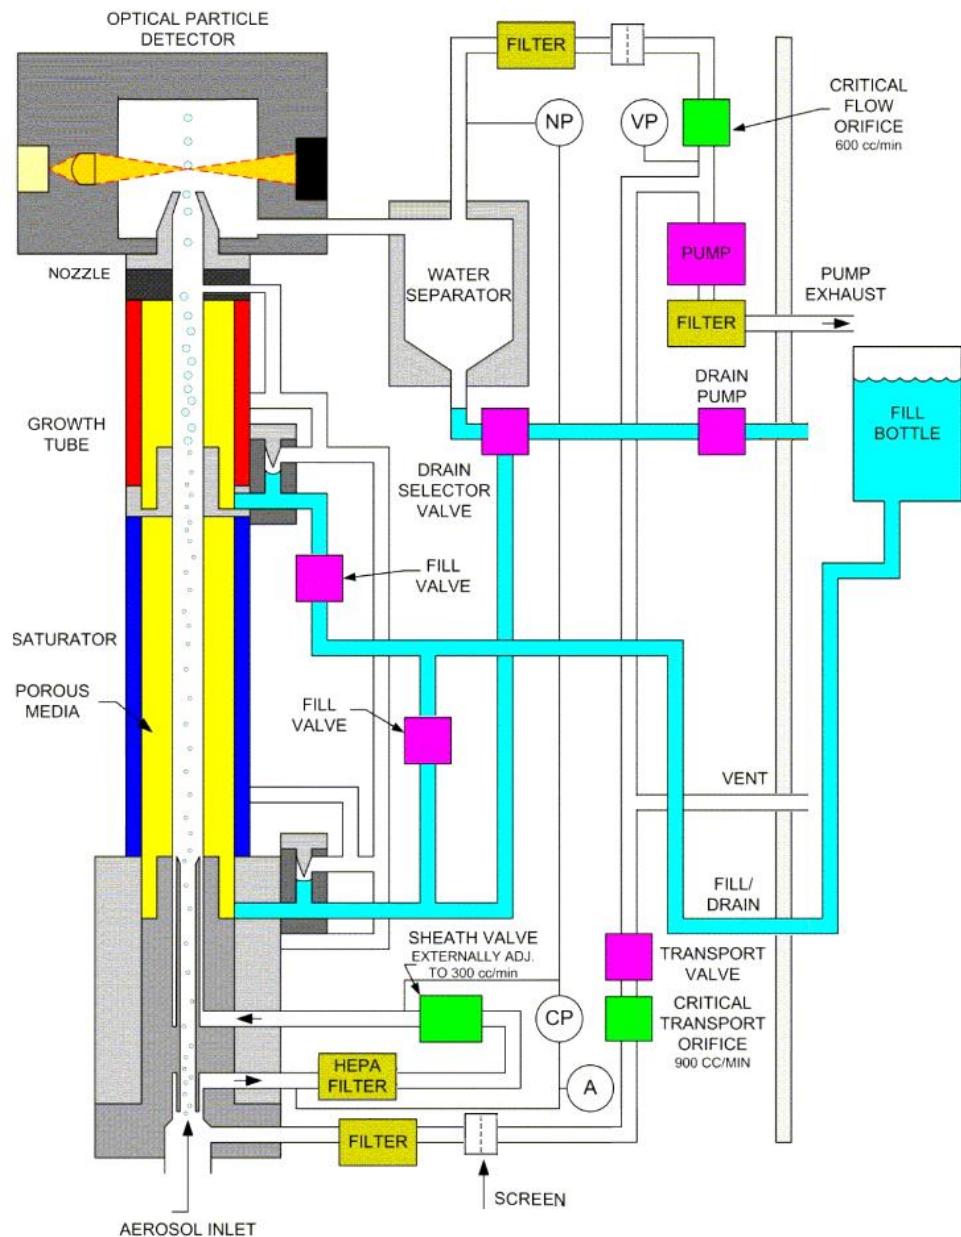 OPTICAL PARTICLE
DETECTOR
FILTER
NP
VP
CRITICAL
FLOW
ORIFICE
600 cc/min
NOZZLE
WATER
SEPARATOR
PUMP
PUMP
EXHAUST
FILTER
GROWTH
TUBE
DRAIN
PUMP
FILL
BOTTLE
DRAIN
SELECTOR
VALVE
FILL
VALVE
SATURATOR
POROUS
MEDIA
FILL
VALVE
VENT
FILL/
DRAIN
SHEATH VALVE
EXTERNALLY ADJ.
TO 300 cc/min
TRANSPORT
VALVE
CP
CRITICAL
TRANSPORT
ORIFICE
900 CC/MIN
HEPA
FILTER
A
FILTER
SCREEN
AEROSOL INLET